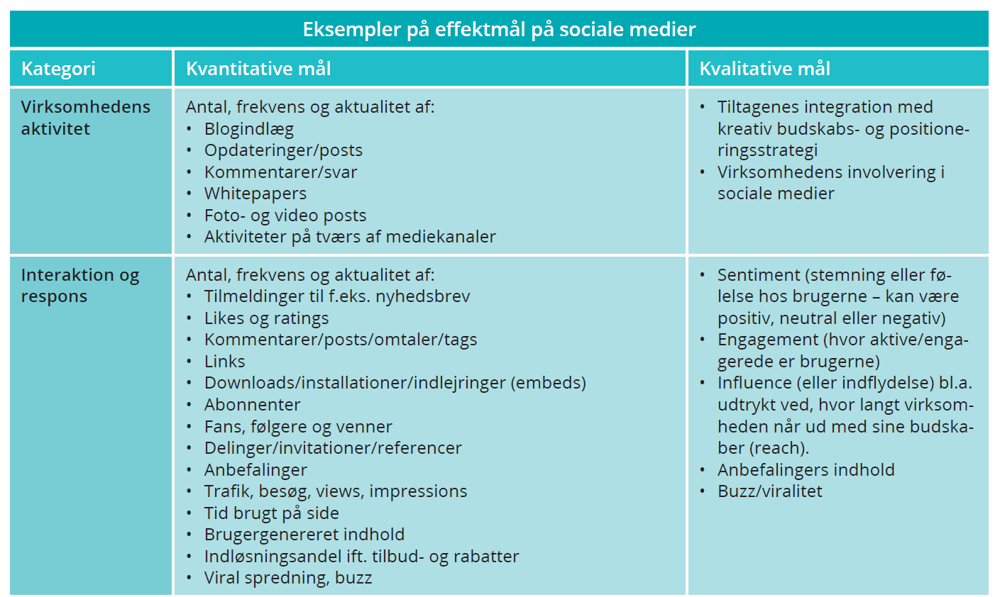 Eksempler på effektmål på sociale medier
Kategori
Kvantitative mål
Kvalitative mål
Virksomhedens
aktivitet
Antal, frekvens og aktualitet af:
• Blogindlæg
• Opdateringer/posts
• Kommentarer/svar
• Whitepapers
• Foto- og video posts
• Aktiviteter på tværs af mediekanaler
• Tiltagenes integration med
kreativ budskabs- og positione-
ringsstrategi
• Virksomhedens involvering i
sociale medier
Interaktion og
respons
Antal, frekvens og aktualitet af:
• Tilmeldinger til f.eks. nyhedsbrev
• Likes og ratings
• Kommentarer/posts/omtaler/tags
• Links
• Downloads/installationer/indlejringer (embeds)
• Abonnenter
• Fans, følgere og venner
• Delinger/invitationer/referencer
• Anbefalinger
• Trafik, besøg, views, impressions
• Tid brugt på side
• Brugergenereret indhold
• Indløsningsandel ift. tilbud- og rabatter
• Viral spredning, buzz
• Sentiment (stemning eller fø-
lelse hos brugerne – kan være
positiv, neutral eller negativ)
• Engagement (hvor aktive/enga-
gerede er brugerne)
• Influence (eller indflydelse) bl.a.
udtrykt ved, hvor langt virksom-
heden når ud med sine budska-
ber (reach).
• Anbefalingers indhold
• Buzz/viralitet